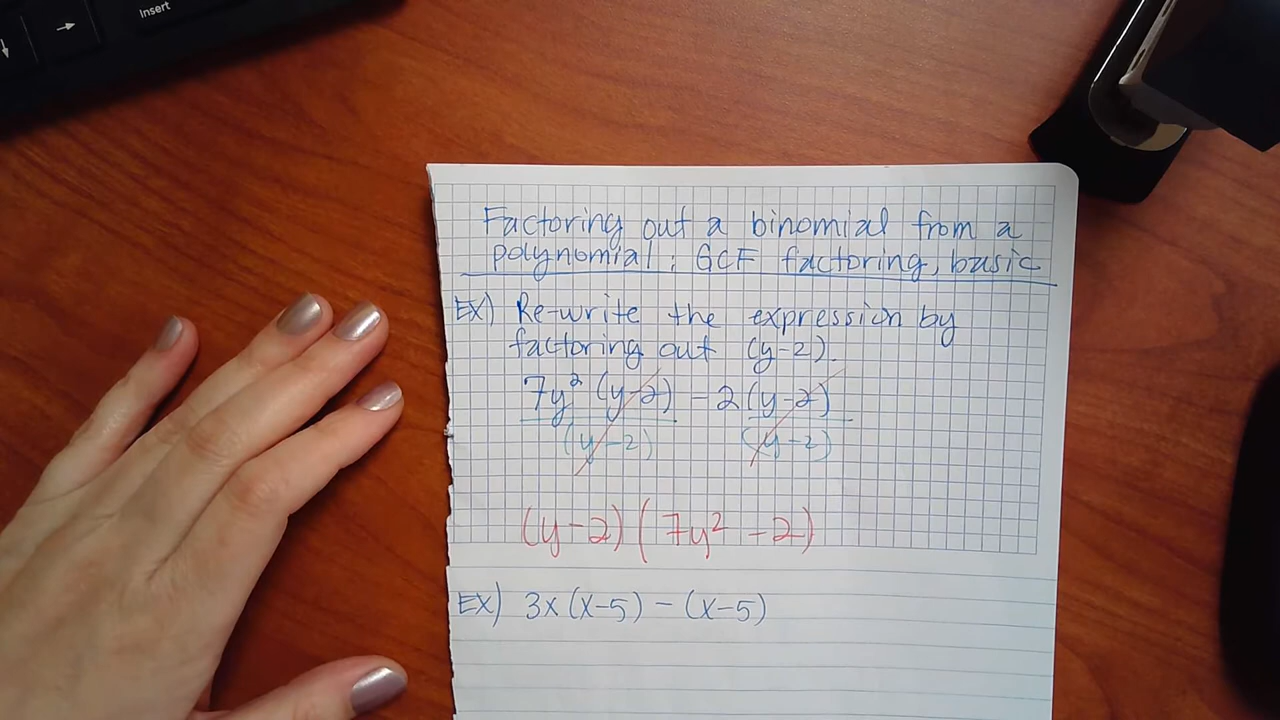 Insert
Factoring out a binomial from a
polynomial: GCF factoring, basic
EX) Re-write the expression by
factoring out (y-2).
7y² (y-2) - 2 (y-2)
(y-2) (y-2)
(y-2) (7y² - 2)
EX) 3x (x-5) - (x-5)